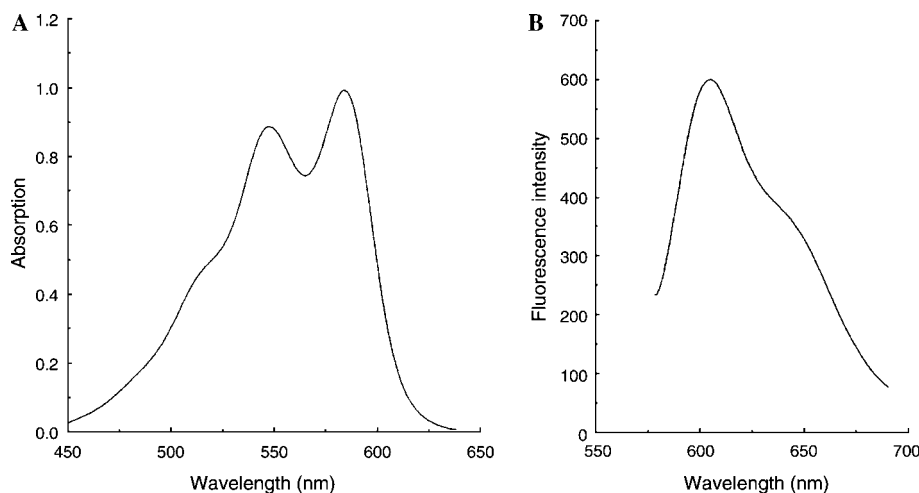 A
1.2
1.0
0.8
0.6
0.4
0.2
0.0
450 500 550 600 650
Absorption
Wavelength (nm)
B
700
600
500
400
300
200
100
0
550 600 650 700
Fluorescence intensity
Wavelength (nm)